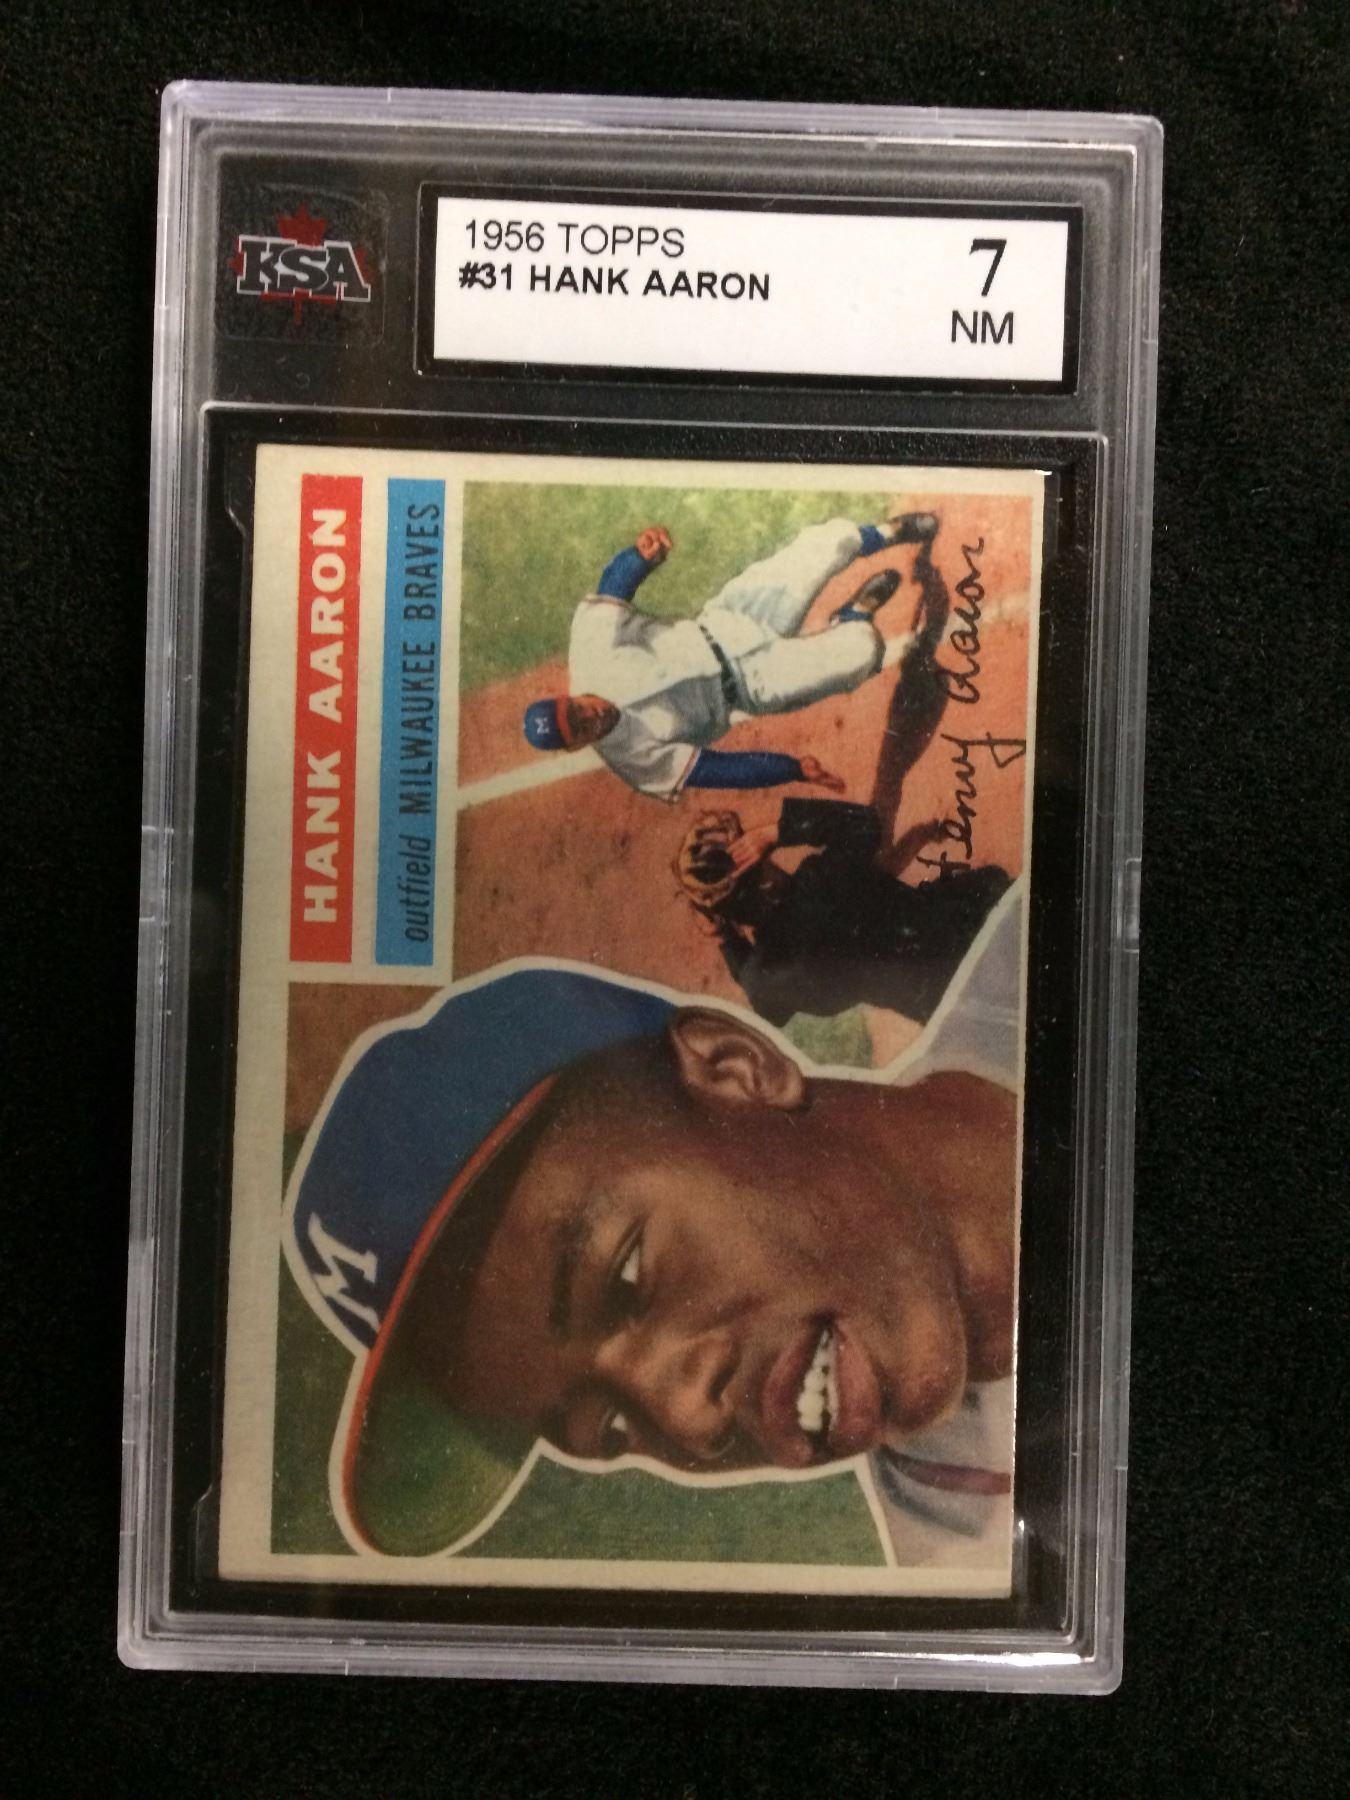 KSA
1956 TOPPS
#31 HANK AARON
7
NM
HANK AARON
outfield MILWAUKEE BRAVES
M
Henry Aaron
M